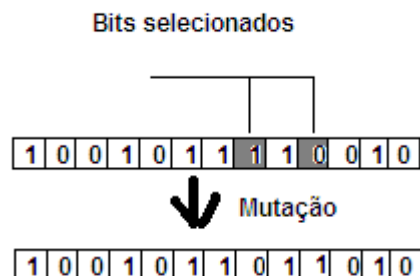 Bits selecionados
1 0 0 1 0 1 1 1 1 0 0 1 0
Mutação
1 0 0 1 0 1 1 0 1 1 0 1 0